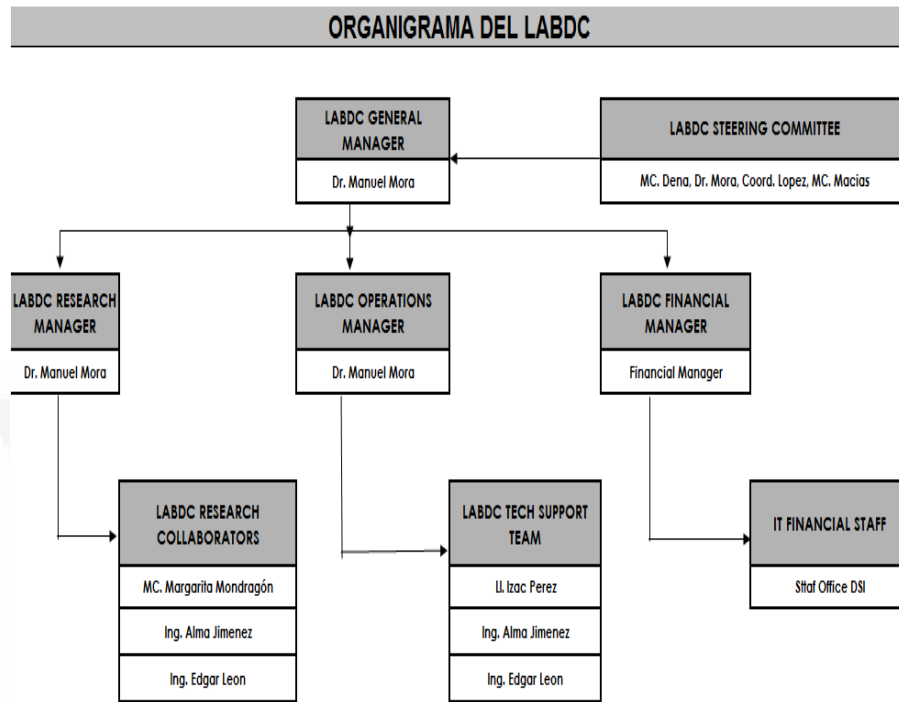 ORGANIGRAMA DEL LABDC
LABDC GENERAL
MANAGER
Dr. Manuel Mora
LABDC STEERING COMMITTEE
MC. Dena, Dr. Mora, Coord. Lopez, MC. Macias
LABDC RESEARCH
MANAGER
Dr. Manuel Mora
LABDC OPERATIONS
MANAGER
Dr. Manuel Mora
LABDC FINANCIAL
MANAGER
Financial Manager
LABDC RESEARCH
COLLABORATORS
MC. Margarita Mondragón
Ing. Alma Jimenez
Ing. Edgar Leon
LABDC TECH SUPPORT
TEAM
LI. Izac Perez
Ing. Alma Jimenez
Ing. Edgar Leon
IT FINANCIAL STAFF
Sttaf Office DSI